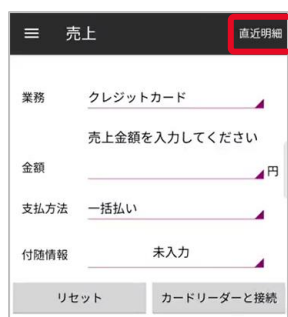 売上 直近明細
業務 クレジットカード
売上金額を入力してください
金額 円
支払方法 一括払い
付随情報 未入力
リセット カードリーダーと接続